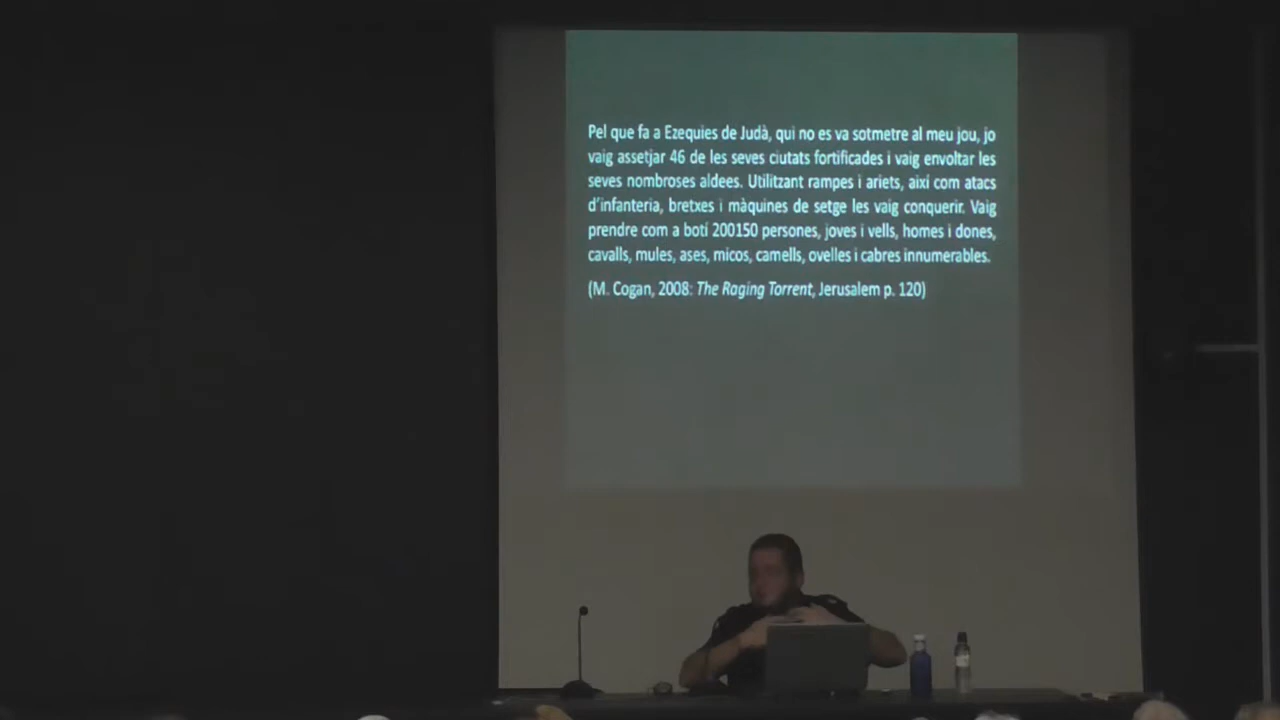 Pel que fa a Ezequies de Judà, qui no es va sotmetre al meu jou, jo
vaig assetjar 46 de les seves ciutats fortificades i vaig envoltar les
seves nombroses aldees. Utilitzant rampes i ariets, així com atacs
d'infanteria, bretxes i màquines de setge les vaig conquerir. Vaig
prendre com a botí 200150 persones, joves i vells, homes i dones,
cavalls, mules, ases, micos, camells, ovelles i cabres innumerables.
(M. Cogan, 2008: The Raging Torrent, Jerusalem p. 120)